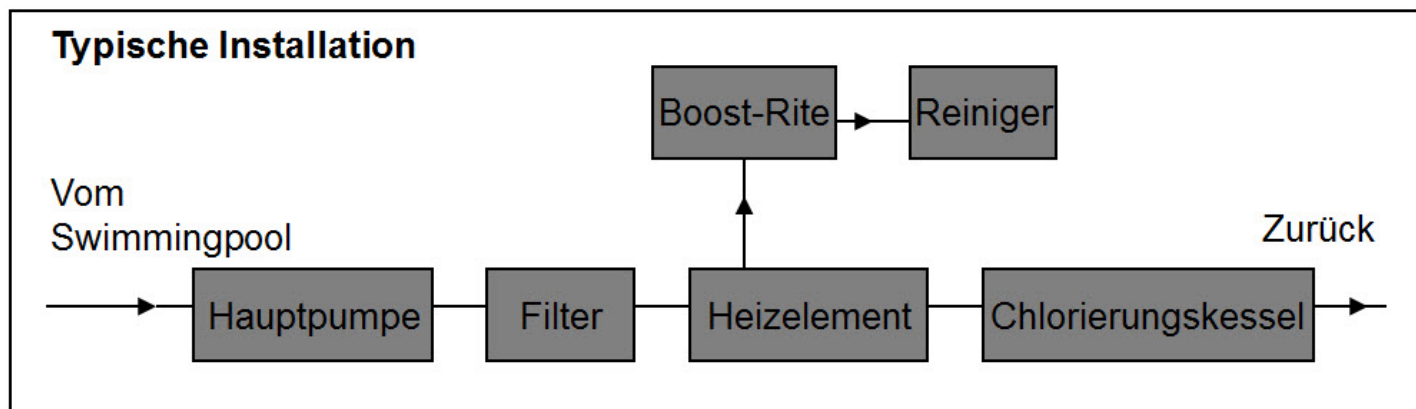 Typische Installation
Boost-Rite
Reiniger
Vom
Swimmingpool
Zurück
Hauptpumpe
Filter
Heizelement
Chlorierungskessel